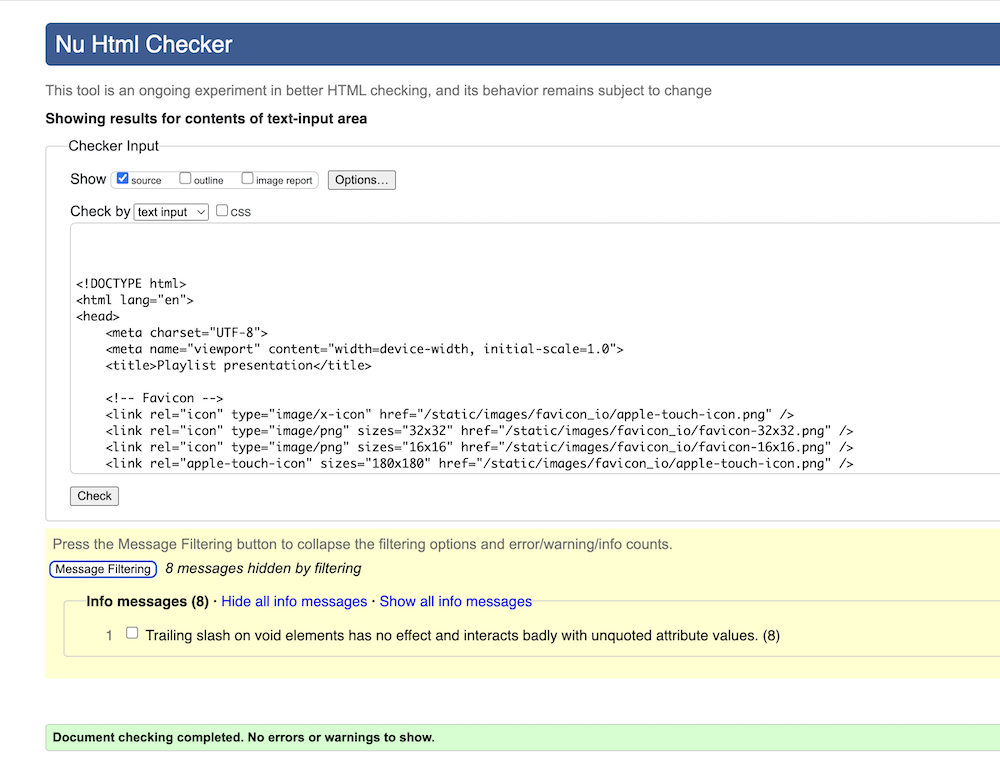 Nu Html Checker
This tool is an ongoing experiment in better HTML checking, and its behavior remains subject to change
Showing results for contents of text-input area
Checker Input
Show source outline image report Options...
Check by text input css
<!DOCTYPE html>
<html lang="en">
<head>
    <meta charset="UTF-8">
    <meta name="viewport" content="width=device-width, initial-scale=1.0">
    <title>Playlist presentation</title>
    <!-- Favicon -->
    <link rel="icon" type="image/x-icon" href="/static/images/favicon_io/apple-touch-icon.png" />
    <link rel="icon" type="image/png" sizes="32x32" href="/static/images/favicon_io/favicon-32x32.png" />
    <link rel="icon" type="image/png" sizes="16x16" href="/static/images/favicon_io/favicon-16x16.png" />
    <link rel="apple-touch-icon" sizes="180x180" href="/static/images/favicon_io/apple-touch-icon.png" />
Check
Press the Message Filtering button to collapse the filtering options and error/warning/info counts.
Message Filtering 8 messages hidden by filtering
Info messages (8) · Hide all info messages · Show all info messages
1 Trailing slash on void elements has no effect and interacts badly with unquoted attribute values. (8)
Document checking completed. No errors or warnings to show.